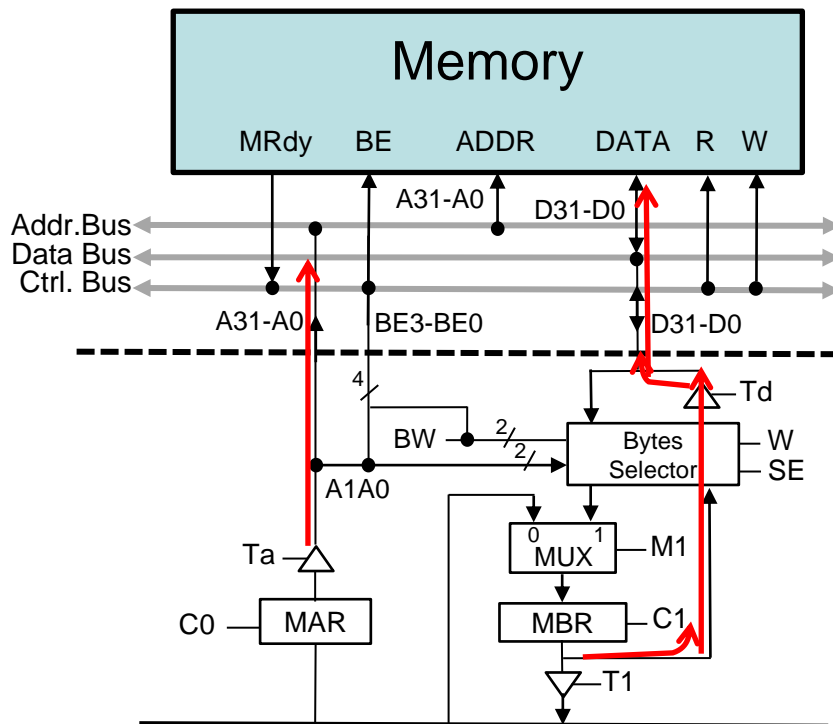 Memory
MRdy BE ADDR DATA R W
A31-A0 D31-D0
Addr.Bus
Data Bus
Ctrl. Bus
A31-A0 BE3-BE0 D31-D0
4
Td
BW 2 Bytes W
2 Selector SE
A1A0
0 1
MUX M1
Ta
C0 MAR MBR C1
T1